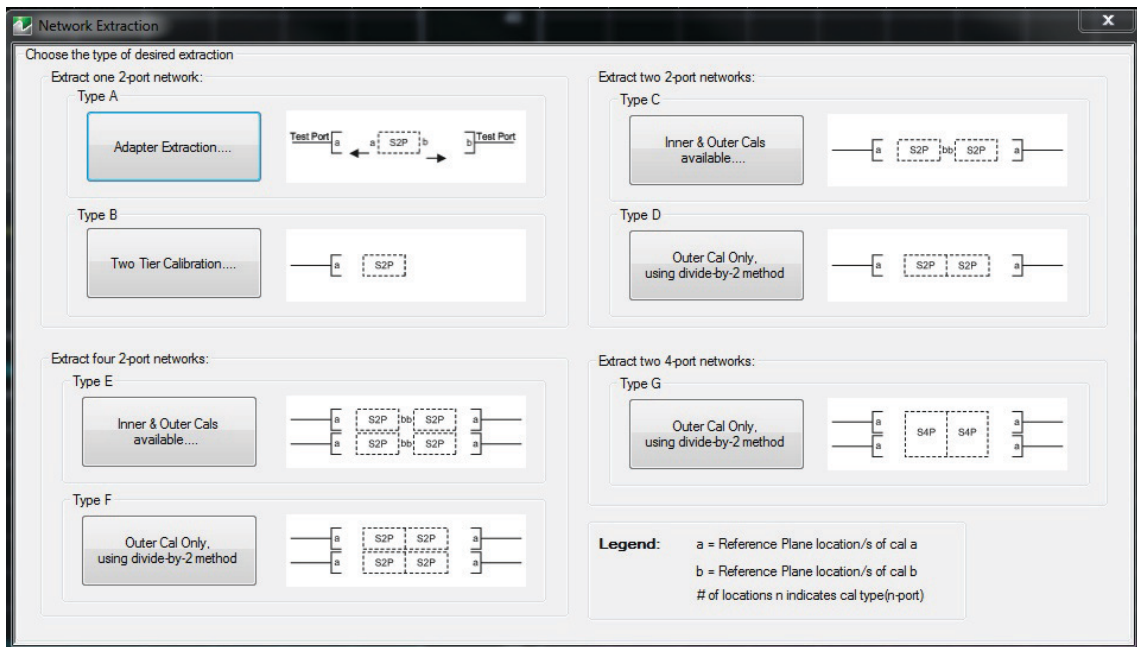 Network Extraction
X
Choose the type of desired extraction
Extract one 2-port network:
Type A
Adapter Extraction....
Test Port a a S2P b b Test Port
Type B
Two Tier Calibration....
a S2P
Extract two 2-port networks:
Type C
Inner & Outer Cals
available....
a S2P bb S2P a
Type D
Outer Cal Only,
using divide-by-2 method
a S2P S2P a
Extract four 2-port networks:
Type E
Inner & Outer Cals
available....
a S2P bb S2P a
a S2P bb S2P a
Type F
Outer Cal Only,
using divide-by-2 method
a S2P S2P a
a S2P S2P a
Extract two 4-port networks:
Type G
Outer Cal Only,
using divide-by-2 method
a a
S4P S4P
a a
Legend: a = Reference Plane location/s of cal a
b = Reference Plane location/s of cal b
# of locations n indicates cal type(n-port)